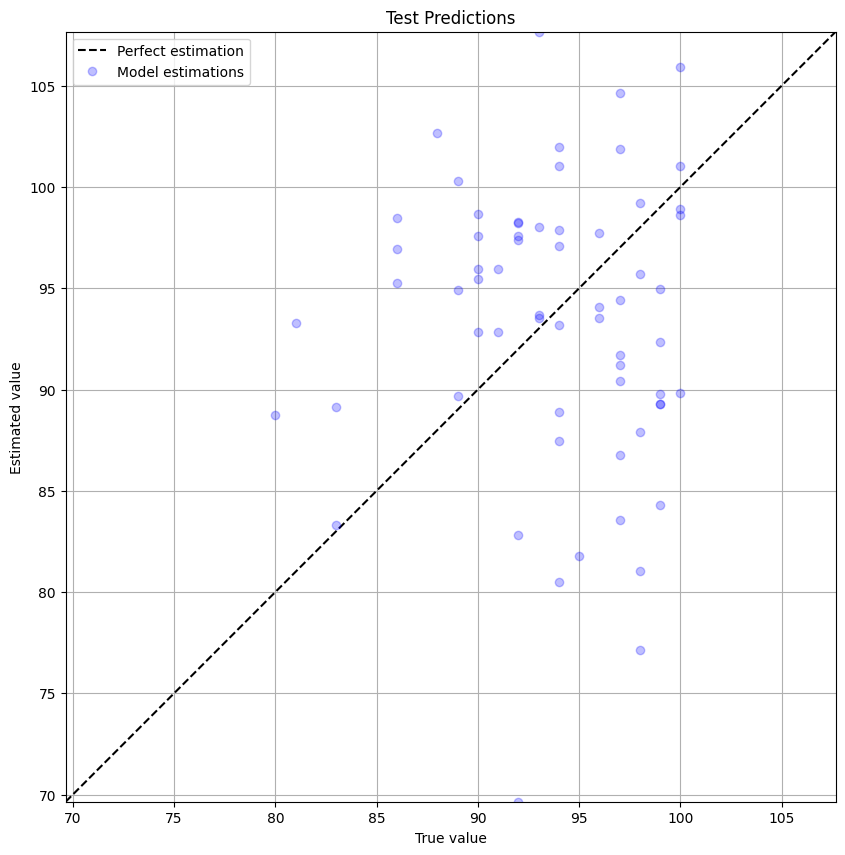 Test Predictions
Perfect estimation
Model estimations
105
100
95
90
85
80
75
70
Estimated value
70 75 80 85 90 95 100 105
True value